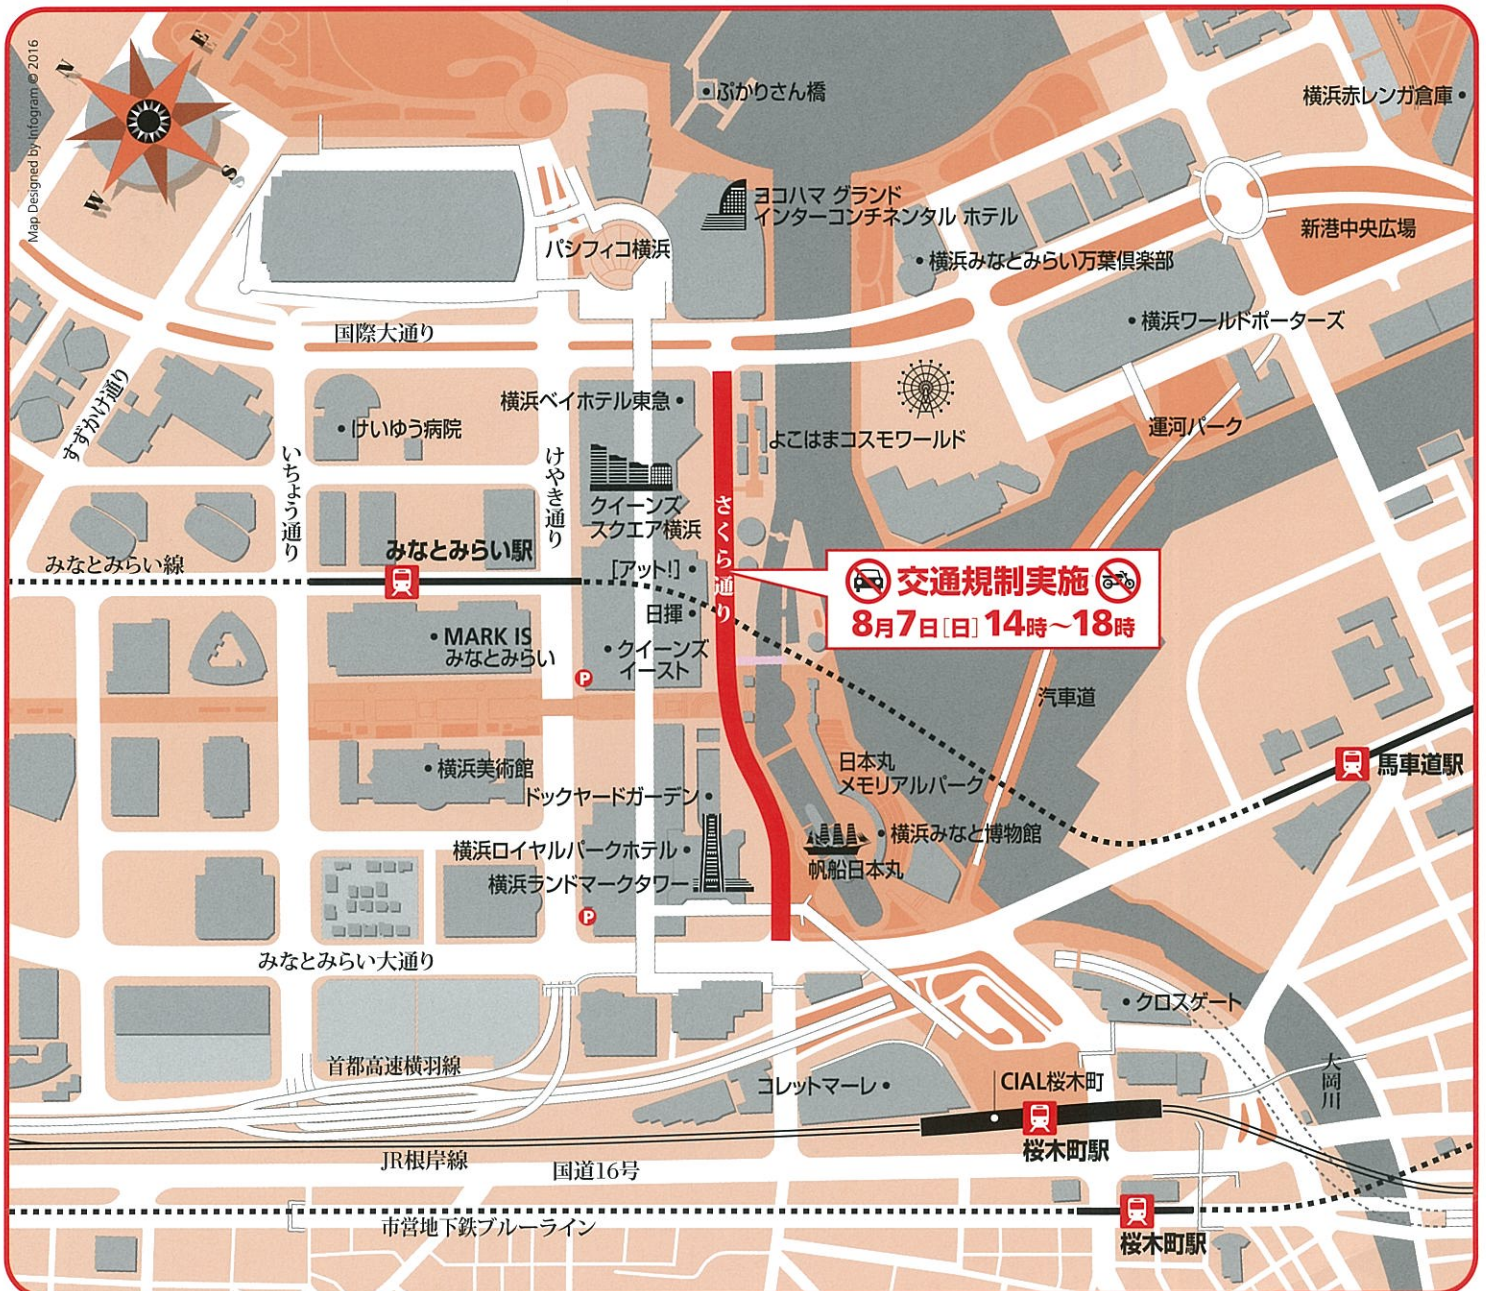 Map Designed by Infogram © 2016
N
E
S
W
ぷかりさん橋
横浜赤レンガ倉庫
ヨコハマ グランド
インターコンチネンタル ホテル
パシフィコ横浜
新港中央広場
横浜みなとみらい万葉倶楽部
横浜ワールドポーターズ
国際大通り
すずかけ通り
横浜ベイホテル東急
けいゆう病院
よこはまコスモワールド
運河パーク
いちょう通り
けやき通り
クイーンズ
スクエア横浜
さくら通り
みなとみらい線
みなとみらい駅
[アット!]
交通規制実施
8月7日[日]14時～18時
日揮
MARK IS
みなとみらい
クイーンズ
イースト
P
汽車道
横浜美術館
日本丸
メモリアルパーク
馬車道駅
ドックヤードガーデン
横浜みなと博物館
横浜ロイヤルパークホテル
帆船日本丸
横浜ランドマークタワー
P
みなとみらい大通り
クロスゲート
首都高速横羽線
コレットマーレ
CIAL桜木町
大岡川
桜木町駅
JR根岸線
国道16号
市営地下鉄ブルーライン
桜木町駅